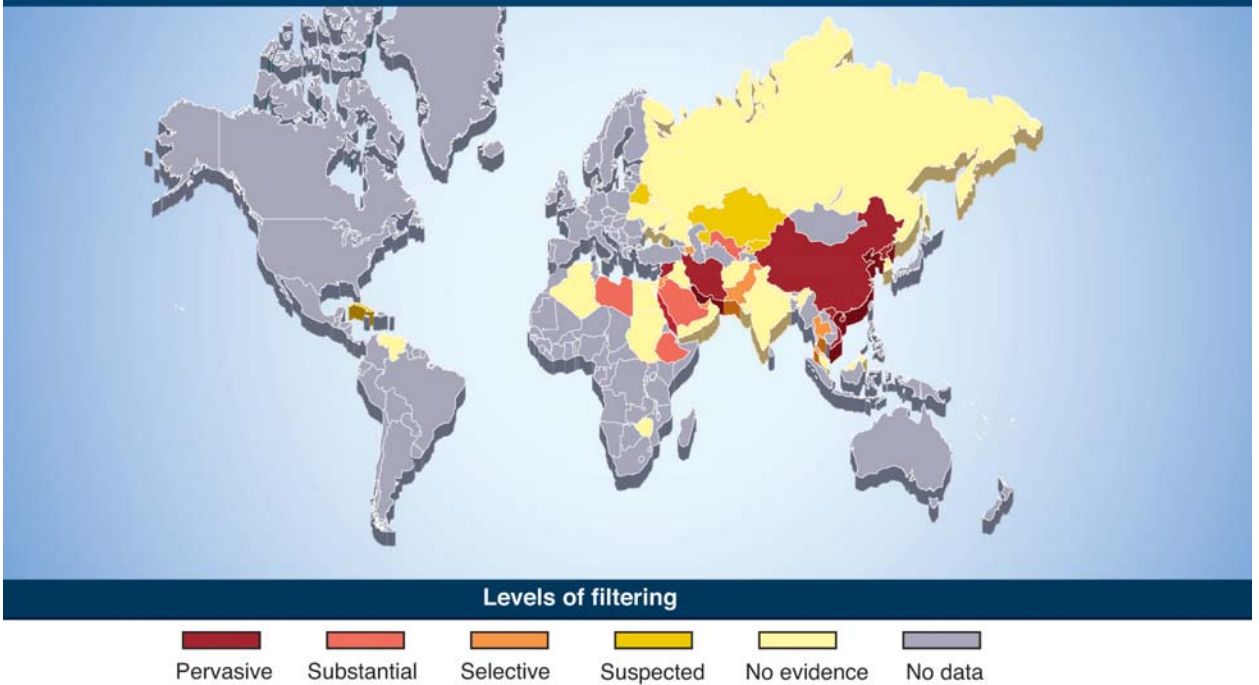 Levels of filtering
Pervasive Substantial Selective Suspected No evidence No data